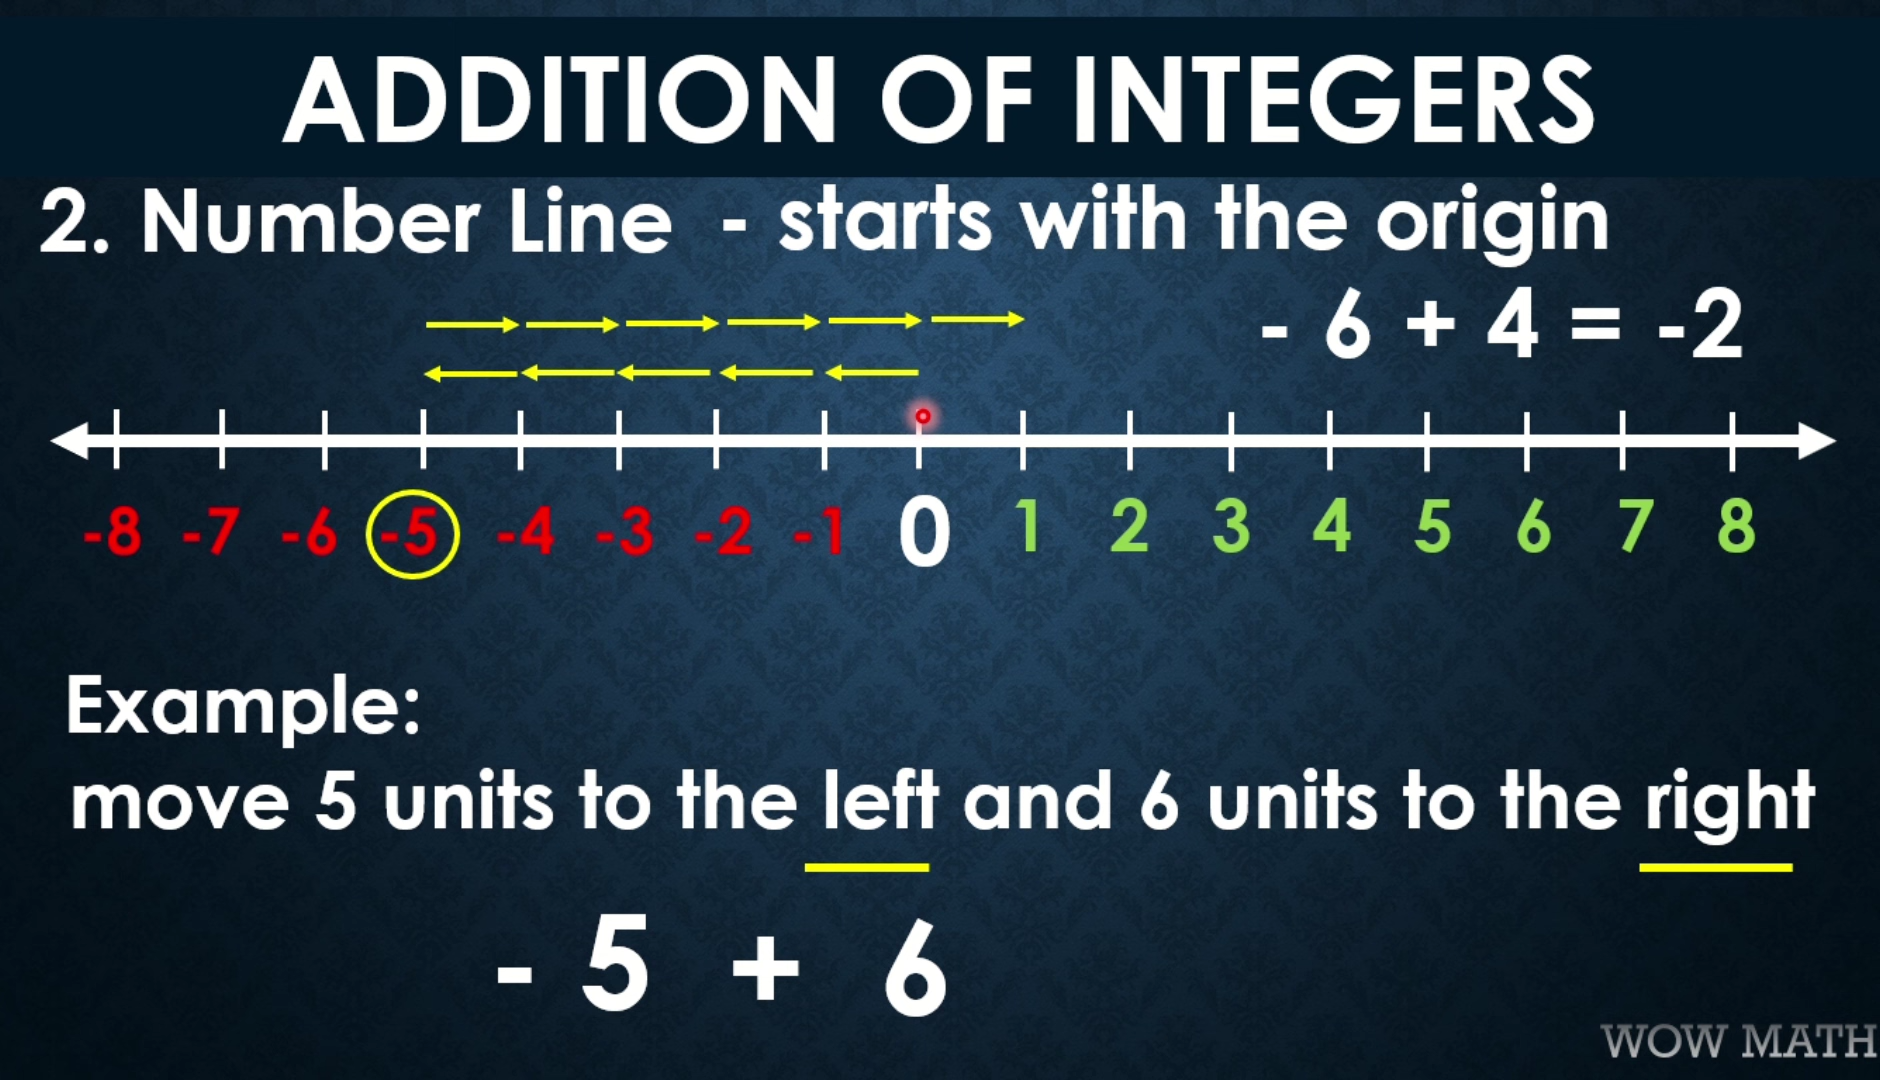 ADDITION OF INTEGERS
2. Number Line - starts with the origin
- 6 + 4 = -2
-8 -7 -6 -5 -4 -3 -2 -1 0 1 2 3 4 5 6 7 8
Example:
move 5 units to the left and 6 units to the right
- 5 + 6
WOW MATH